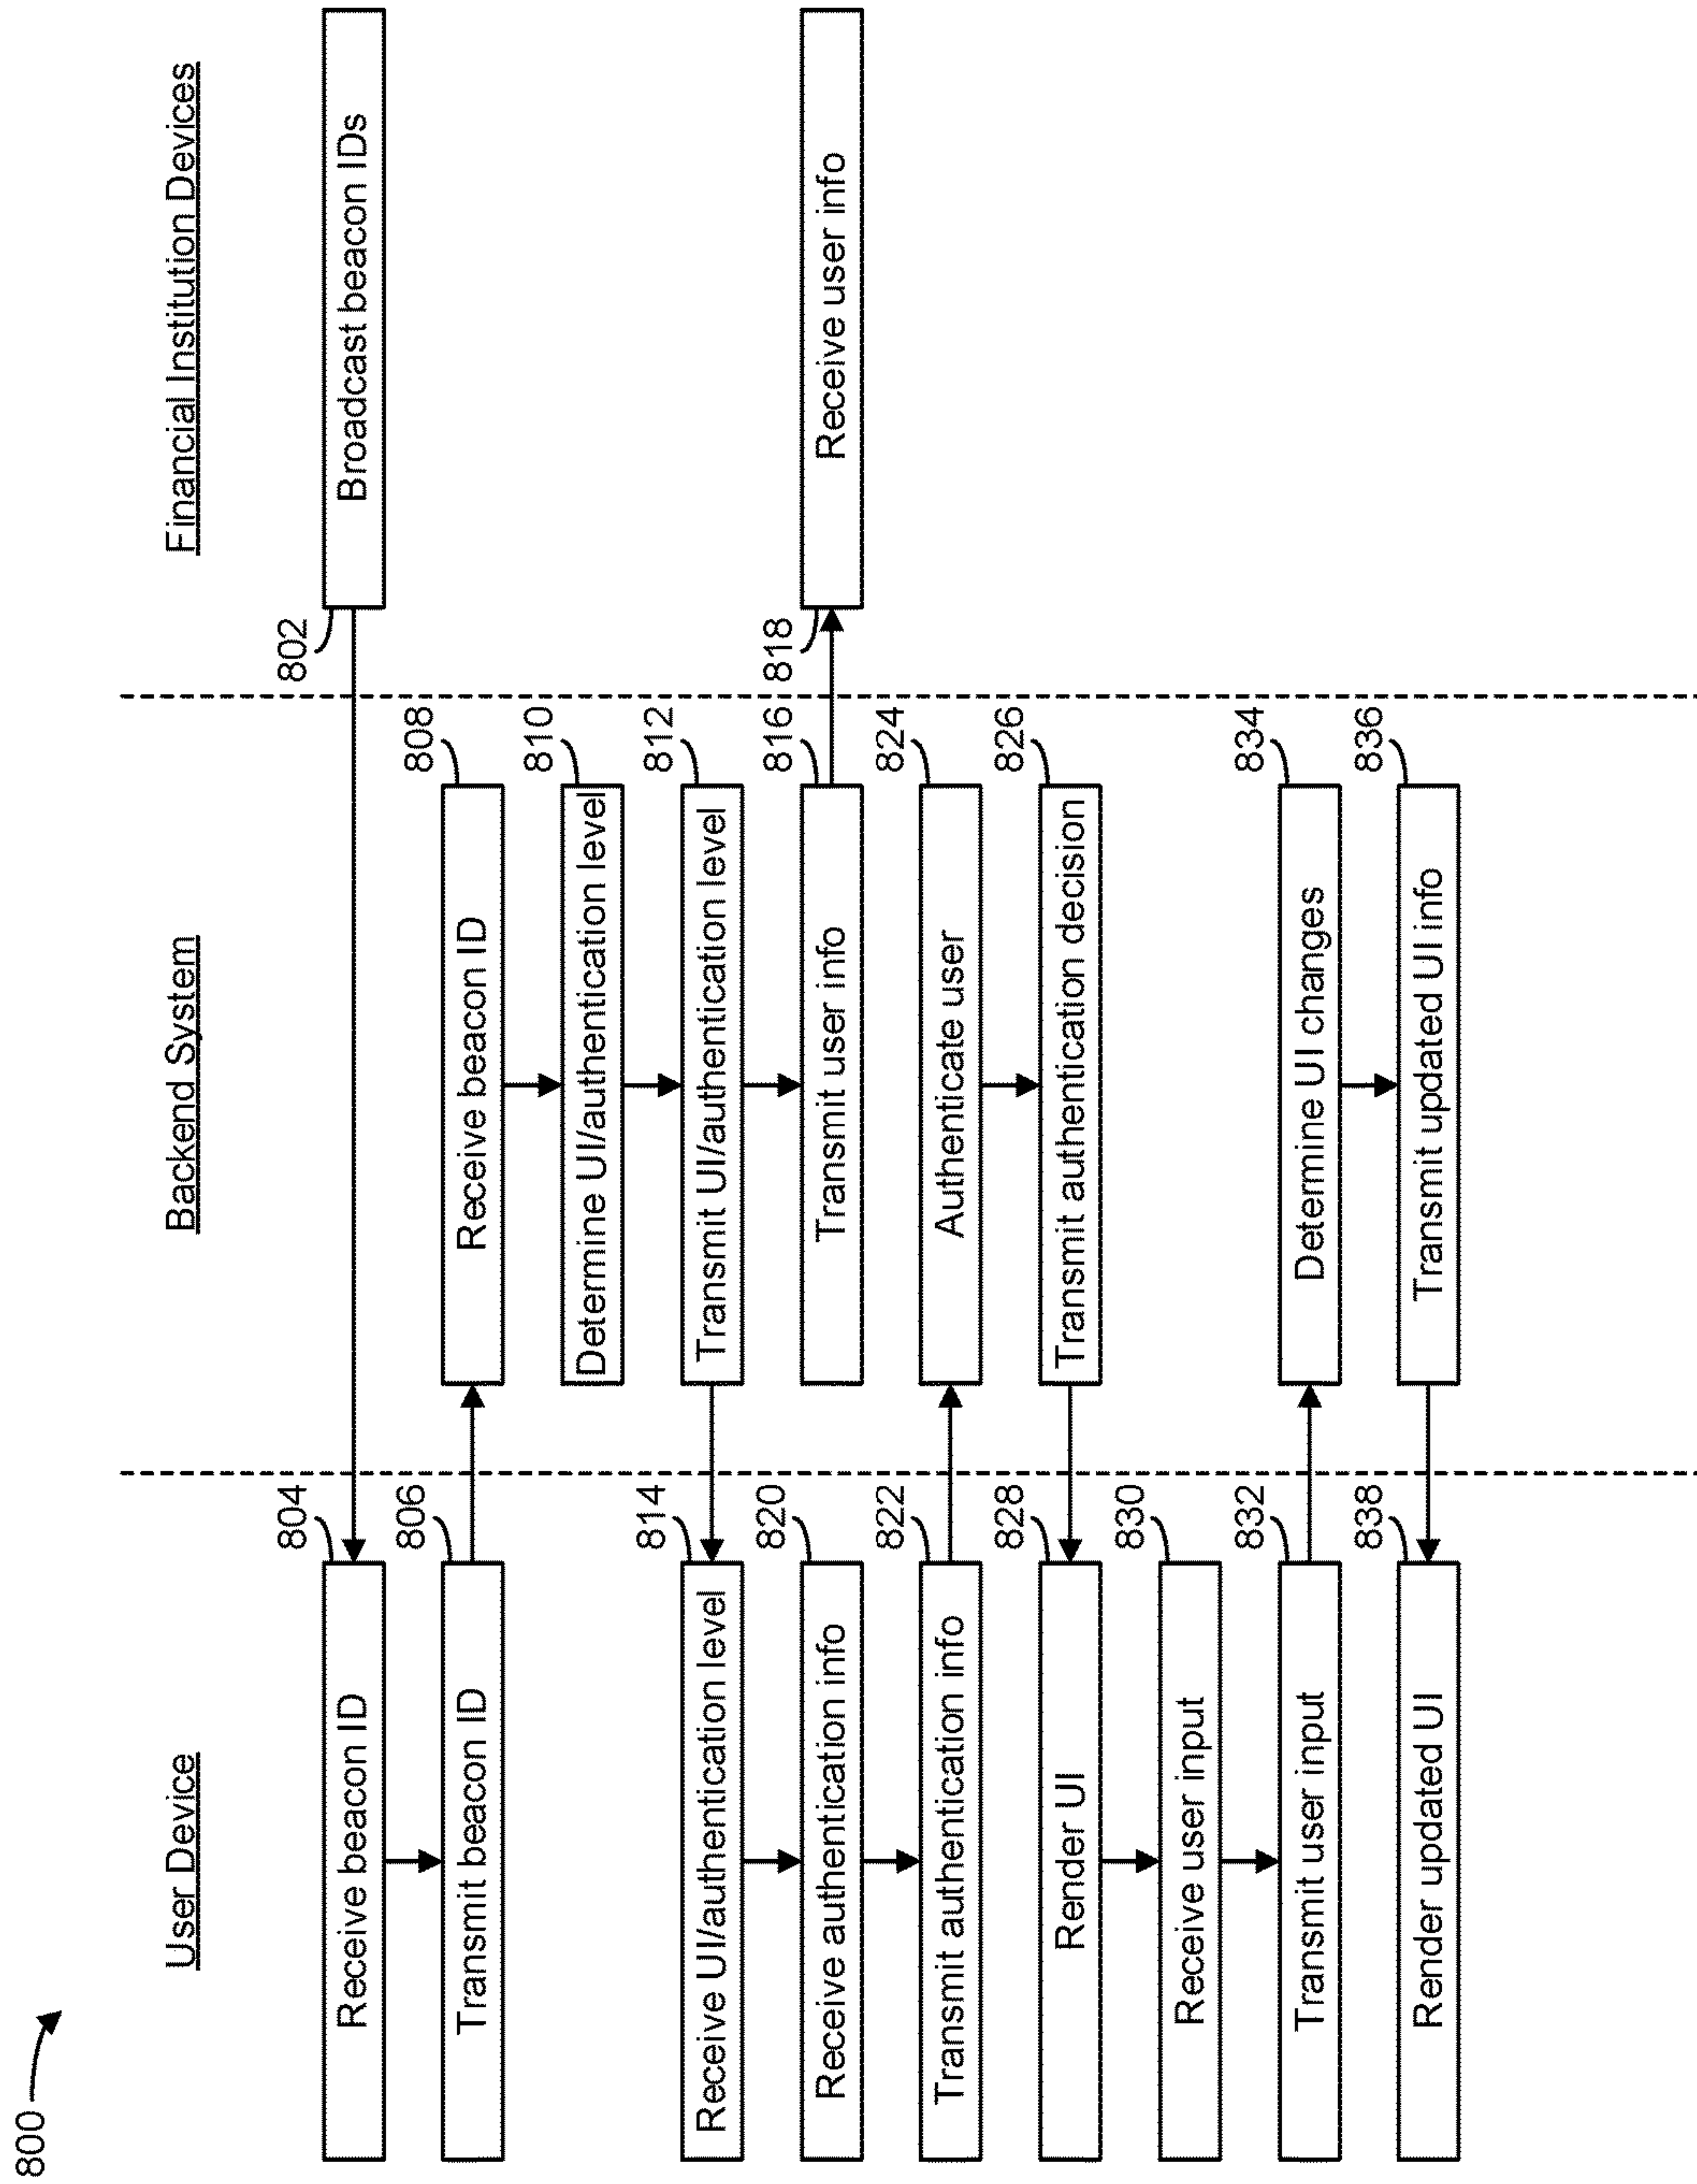 800
User Device
Backend System
Financial Institution Devices
802
Broadcast beacon IDs
804
Receive beacon ID
806
Transmit beacon ID
808
Receive beacon ID
810
Determine UI/authentication level
812
Transmit UI/authentication level
814
Receive UI/authentication level
816
Transmit user info
818
Receive user info
820
Receive authentication info
822
Transmit authentication info
824
Authenticate user
826
Transmit authentication decision
828
Render UI
830
Receive user input
832
Transmit user input
834
Determine UI changes
836
Transmit updated UI info
838
Render updated UI